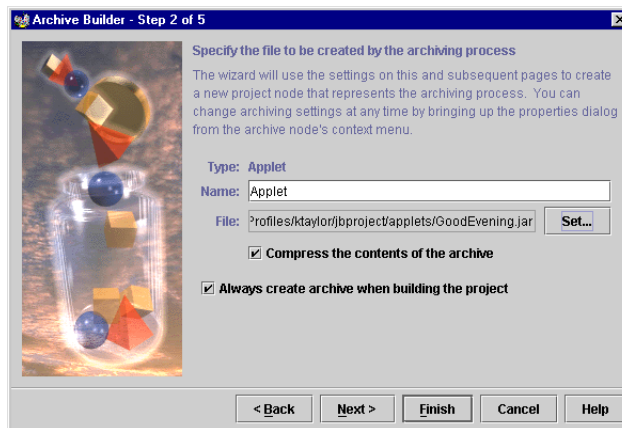 Archive Builder - Step 2 of 5
Specify the file to be created by the archiving process
The wizard will use the settings on this and subsequent pages to create
a new project node that represents the archiving process. You can
change archiving settings at any time by bringing up the properties dialog
from the archive node's context menu.
Type: Applet
Name: Applet
File: Profiles/ktaylor/jbproject/applets/GoodEvening.jar Set...
Compress the contents of the archive
Always create archive when building the project
< Back Next > Finish Cancel Help